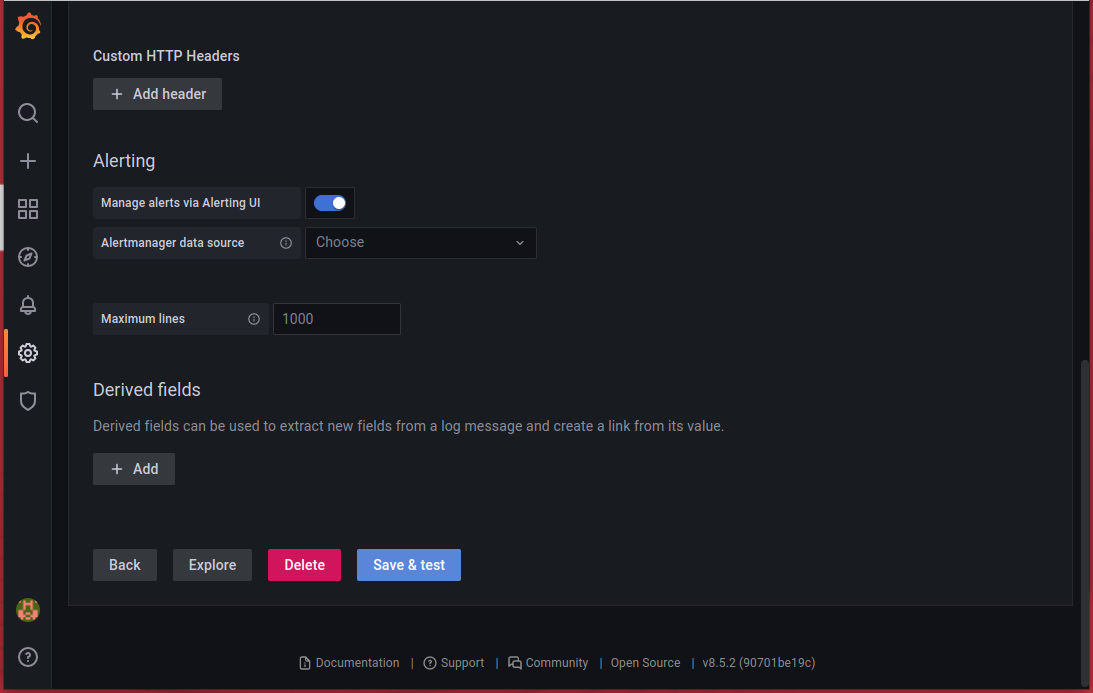 Custom HTTP Headers
+ Add header
Alerting
Manage alerts via Alerting UI
Alertmanager data source
Choose
Maximum lines
1000
Derived fields
Derived fields can be used to extract new fields from a log message and create a link from its value.
+ Add
Back Explore Delete Save & test
Documentation | Support | Community | Open Source | v8.5.2 (90701be19c)